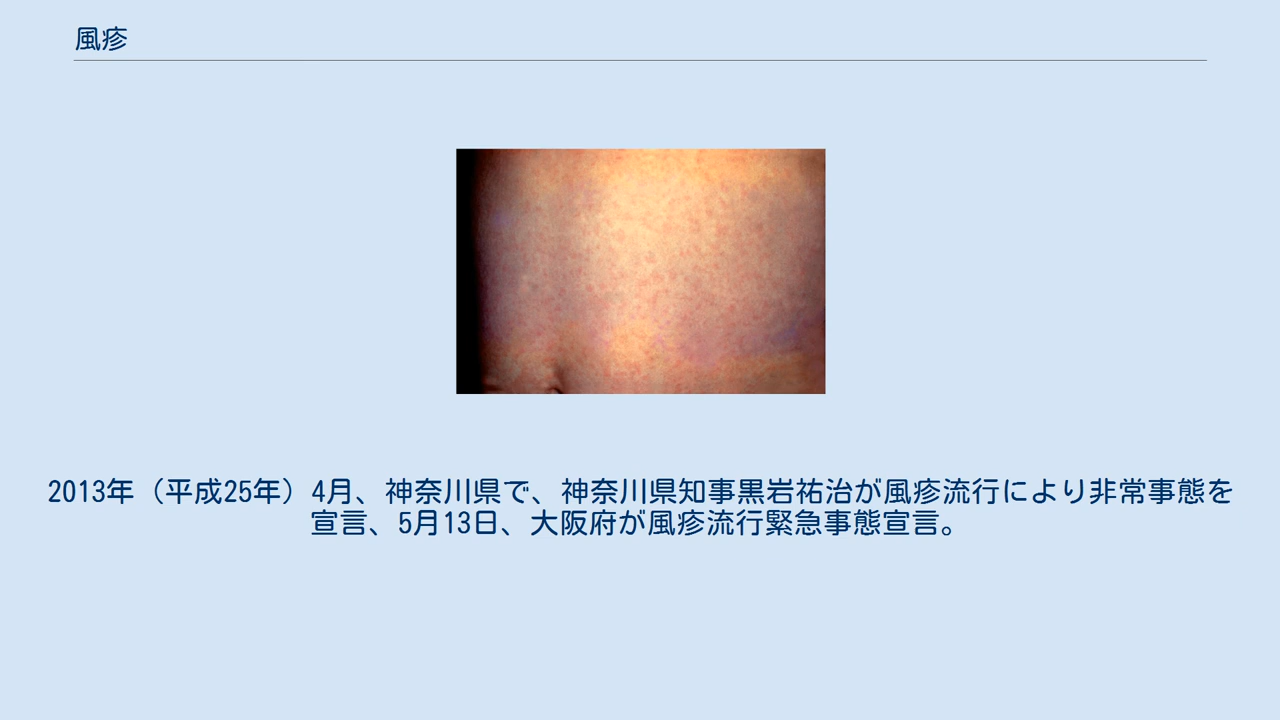 風疹
2013年（平成25年）4月、神奈川県で、神奈川県知事黒岩祐治が風疹流行により非常事態を
宣言、5月13日、大阪府が風疹流行緊急事態宣言。